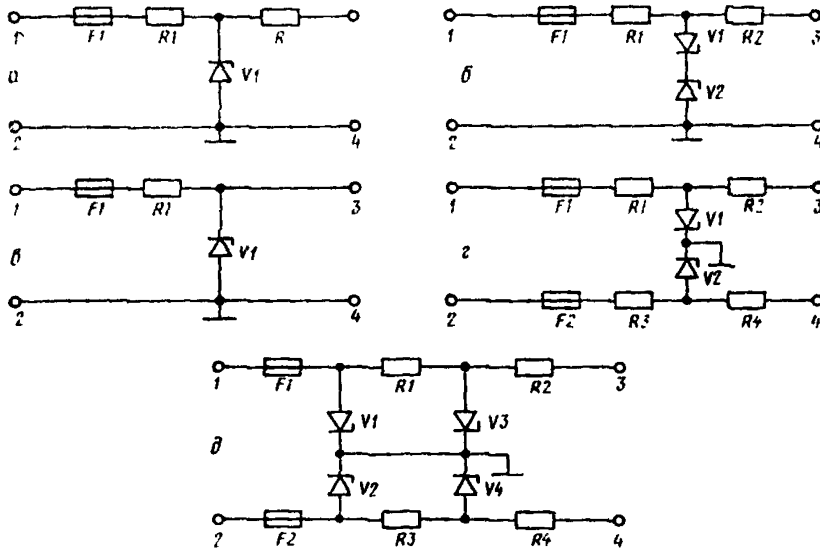 1 F1 R1 R
а V1
2 4
1 F1 R1 V1 R2 3
б V2
2 4
1 F1 R1 3
в V1
2 4
1 F1 R1 R2 3
г V1
V2
2 F2 R3 R4 4
1 F1 R1 R2 3
V1 V3
д
V2 V4
2 F2 R3 R4 4